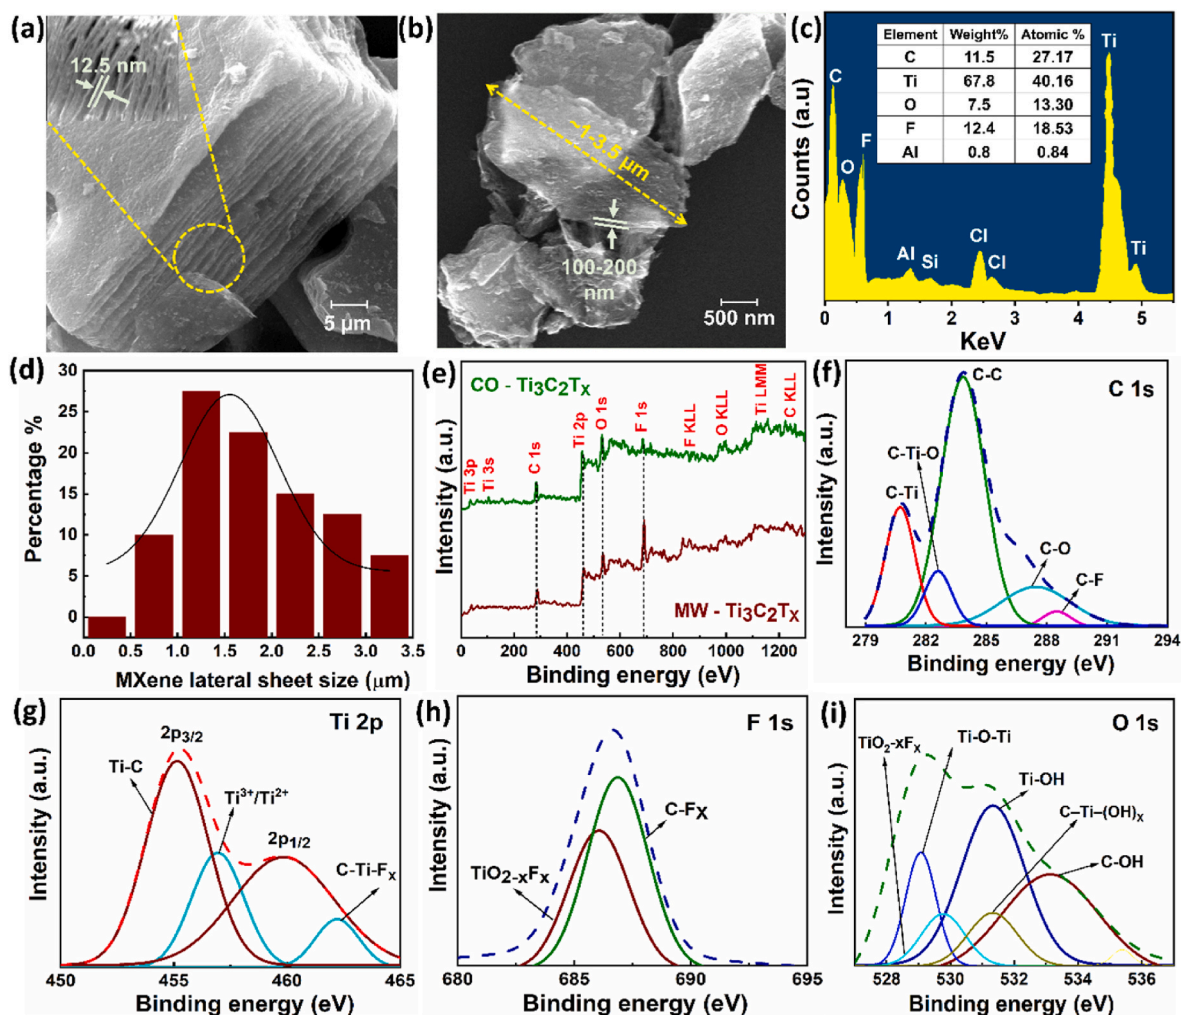 (a)
12.5 nm
5 µm
(b)
~1-3.5 µm
100-200
nm
500 nm
(c)
Counts (a.u)
Element Weight% Atomic %
C 11.5 27.17
Ti 67.8 40.16
O 7.5 13.30
F 12.4 18.53
Al 0.8 0.84
C
O
F
Al
Si
Cl
Cl
Ti
Ti
0 1 2 3 4 5
KeV
(d)
Percentage %
30
25
20
15
10
5
0
0.0 0.5 1.0 1.5 2.0 2.5 3.0 3.5
MXene lateral sheet size (µm)
(e)
Intensity (a.u.)
CO - Ti3C2Tx
Ti 3p
Ti 3s
C 1s
Ti 2p
O 1s
F 1s
F KLL
O KLL
Ti LMM
C KLL
MW - Ti3C2Tx
0 200 400 600 800 1000 1200
Binding energy (eV)
(f)
Intensity (a.u.)
C 1s
C-C
C-Ti-O
C-Ti
C-O
C-F
279 282 285 288 291 294
Binding energy (eV)
(g)
Intensity (a.u.)
Ti 2p
2p3/2
Ti-C
Ti3+/Ti2+
2p1/2
C-Ti-Fx
450 455 460 465
Binding energy (eV)
(h)
Intensity (a.u.)
F 1s
C-Fx
TiO2-xFx
680 685 690 695
Binding energy (eV)
(i)
Intensity (a.u.)
O 1s
TiO2-xFx
Ti-O-Ti
Ti-OH
C–Ti–(OH)x
C-OH
528 530 532 534 536
Binding energy (eV)